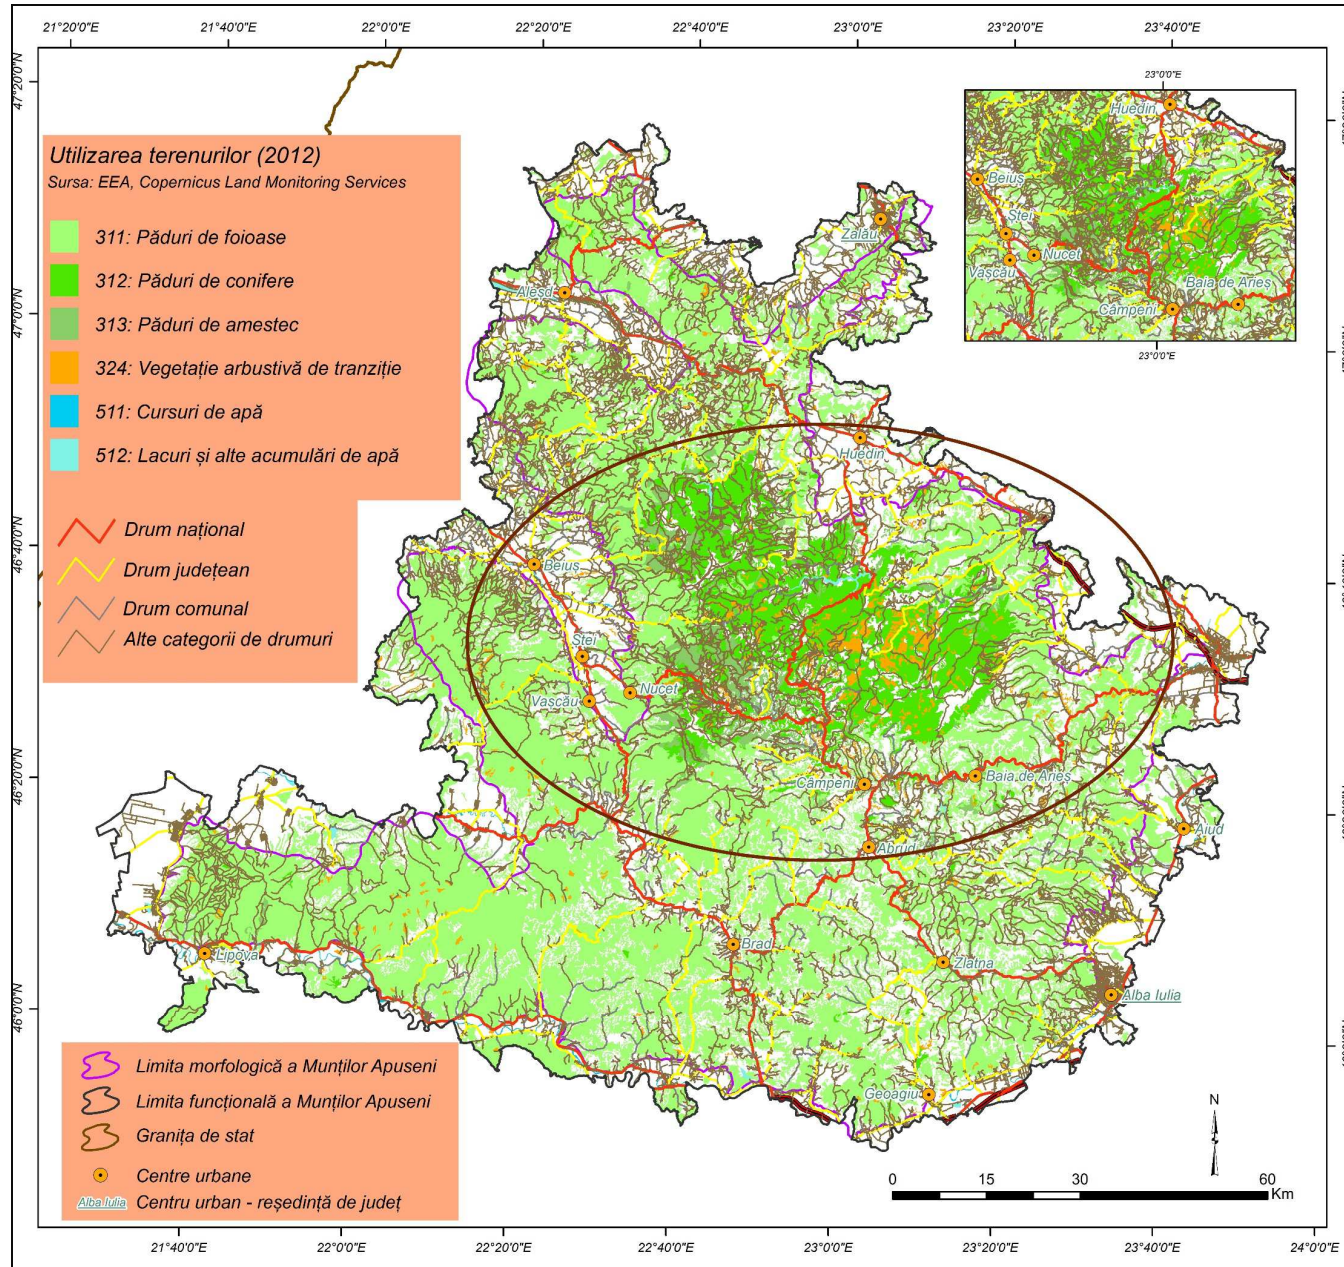 21°20'0"E 21°40'0"E 22°0'0"E 22°20'0"E 22°40'0"E 23°0'0"E 23°20'0"E 23°40'0"E
47°20'0"N
47°0'0"N
46°40'0"N
46°20'0"N
46°0'0"N
Utilizarea terenurilor (2012)
Sursa: EEA, Copernicus Land Monitoring Services
311: Păduri de foioase
312: Păduri de conifere
313: Păduri de amestec
324: Vegetație arbustivă de tranziție
511: Cursuri de apă
512: Lacuri și alte acumulări de apă
Drum național
Drum județean
Drum comunal
Alte categorii de drumuri
23°0'0"E
Huedin
Beiuș
Ștei
Nucet
Vașcău
Baia de Arieș
Câmpeni
23°0'0"E
Zalău
Aleșd
Huedin
Beiuș
Ștei
Nucet
Vașcău
Câmpeni
Baia de Arieș
Abrud
Aiud
Brad
Zlatna
Lipova
Alba Iulia
Geoagiu
Limita morfologică a Munților Apuseni
Limita funcțională a Munților Apuseni
Granița de stat
Centre urbane
Alba Iulia Centru urban - reședință de județ
N
0 15 30 60
Km
21°40'0"E 22°0'0"E 22°20'0"E 22°40'0"E 23°0'0"E 23°20'0"E 23°40'0"E 24°0'0"E